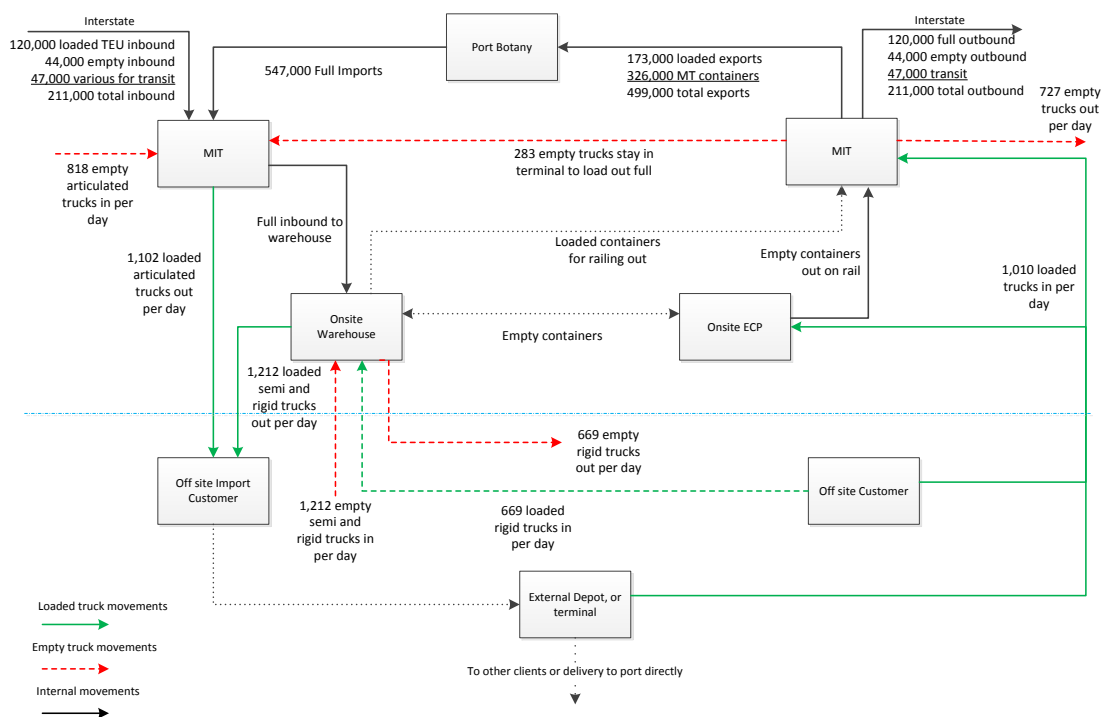 Interstate
120,000 loaded TEU inbound
44,000 empty inbound
47,000 various for transit
211,000 total inbound
547,000 Full Imports
Port Botany
173,000 loaded exports
326,000 MT containers
499,000 total exports
Interstate
120,000 full outbound
44,000 empty outbound
47,000 transit
211,000 total outbound
727 empty
trucks out
per day
MIT
MIT
818 empty
articulated
trucks in per
day
283 empty trucks stay in
terminal to load out full
Full inbound to
warehouse
Loaded containers
for railing out
Empty containers
out on rail
1,102 loaded
articulated
trucks out
per day
1,010 loaded
trucks in per
day
Onsite
Warehouse
Empty containers
Onsite ECP
1,212 loaded
semi and
rigid trucks
out per day
669 empty
rigid trucks
out per day
Off site Import
Customer
1,212 empty
semi and
rigid trucks in
per day
669 loaded
rigid trucks in
per day
Off site Customer
External Depot, or
terminal
To other clients or delivery to port directly
Loaded truck movements
Empty truck movements
Internal movements